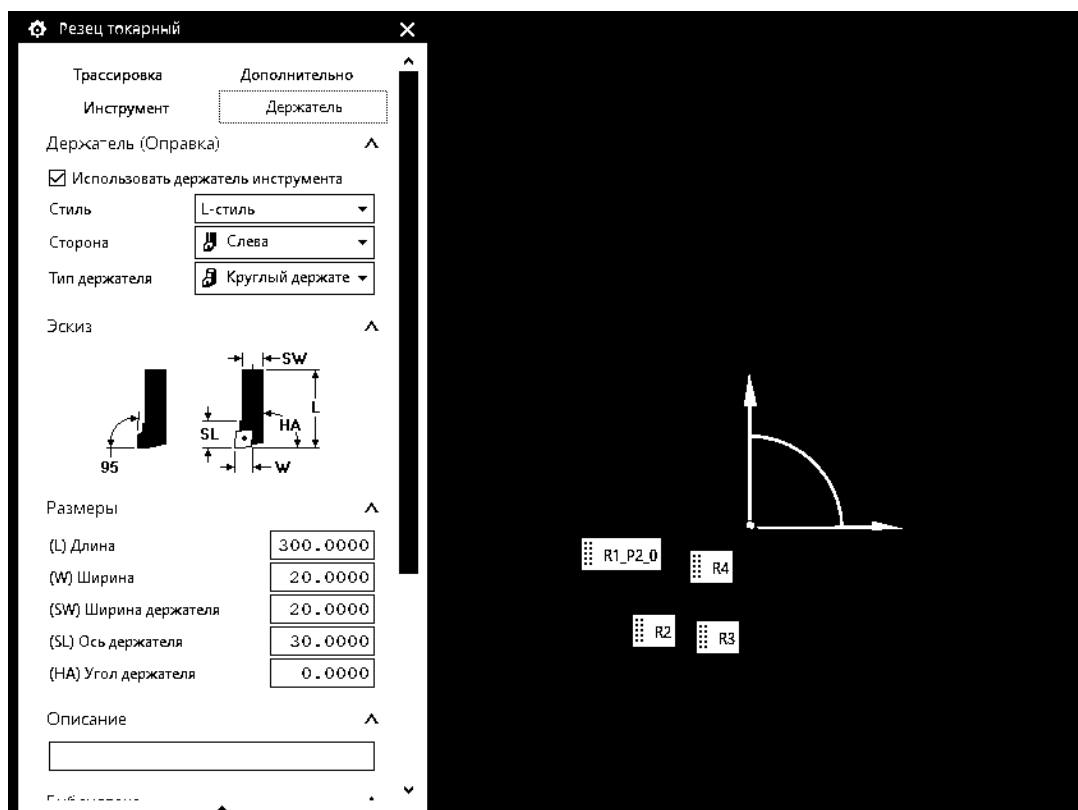 Резец токарный
Трассировка Дополнительно
Инструмент Держатель
Держатель (Оправка)
Использовать держатель инструмента
Стиль L-стиль
Сторона Слева
Тип держателя Круглый держате
Эскиз
SW
L
HA
SL
95
W
Размеры
(L) Длина 300.0000
(W) Ширина 20.0000
(SW) Ширина держателя 20.0000
(SL) Ось держателя 30.0000
(HA) Угол держателя 0.0000
Описание
R1_P2_0
R4
R2
R3